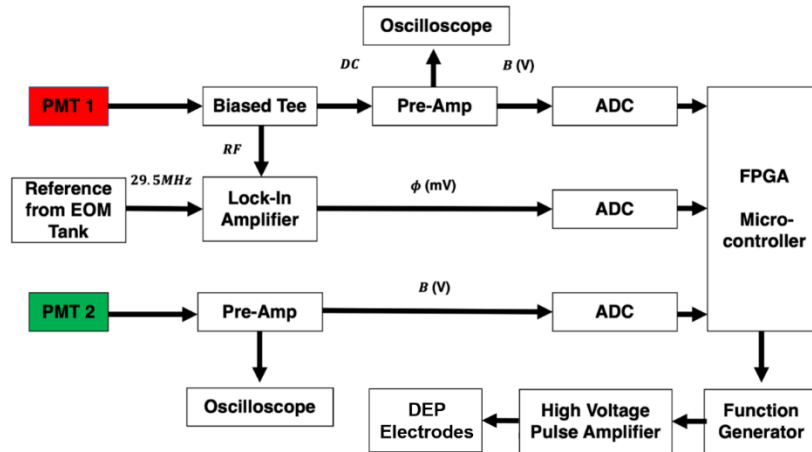 Oscilloscope
DC
B (V)
PMT 1
Biased Tee
Pre-Amp
ADC
RF
29.5MHz
Reference
from EOM
Tank
Lock-In
Amplifier
ϕ (mV)
ADC
FPGA
Micro-
controller
B (V)
PMT 2
Pre-Amp
ADC
Oscilloscope
DEP
Electrodes
High Voltage
Pulse Amplifier
Function
Generator